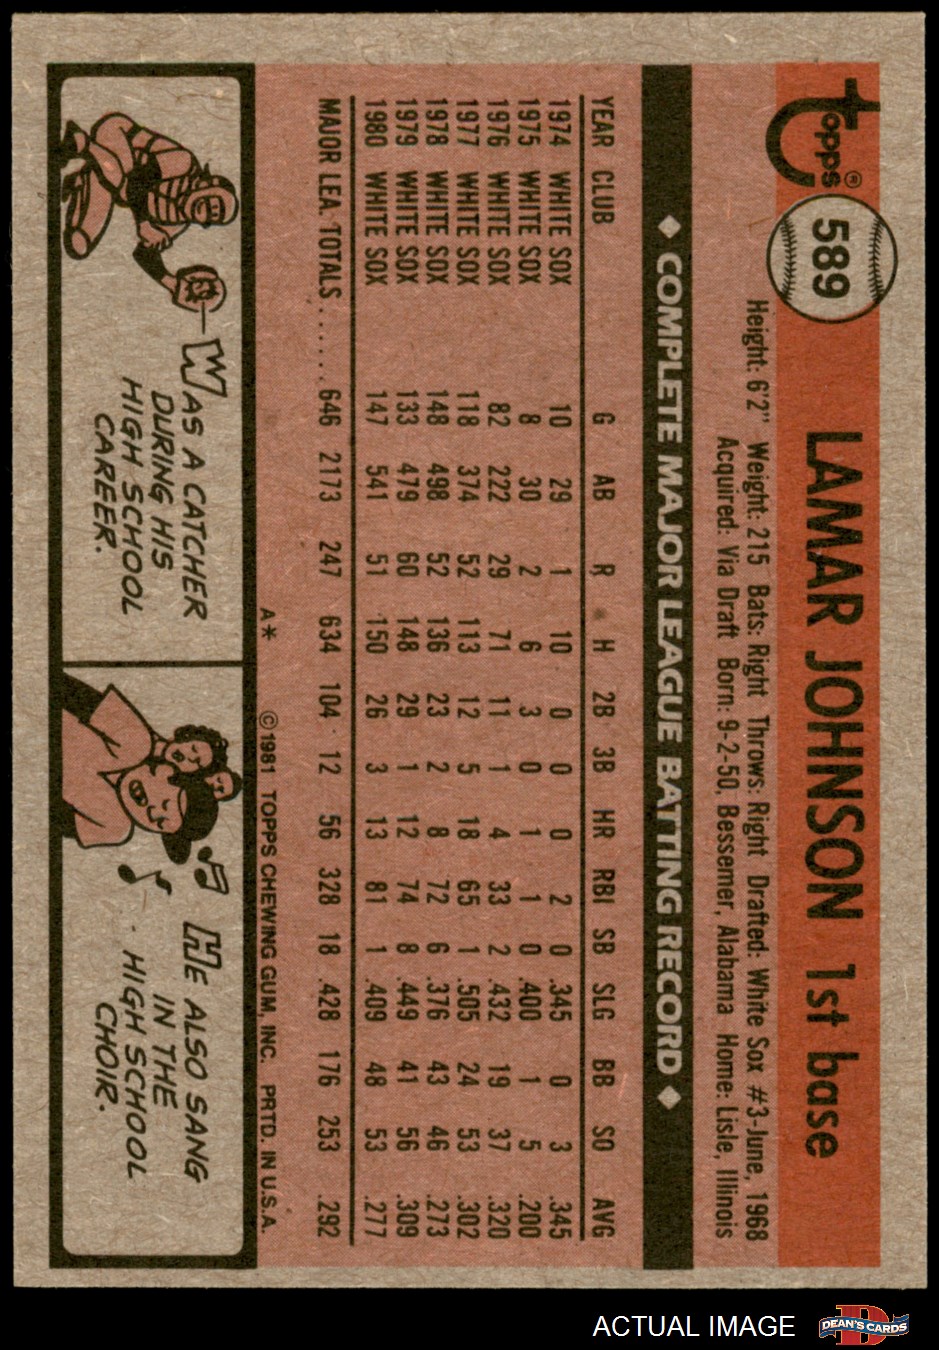 Topps®
589
LAMAR JOHNSON 1st base
Height: 6'2" Weight: 215 Bats: Right Throws: Right Drafted: White Sox #3-June, 1968
Acquired: Via Draft Born: 9-2-50, Bessemer, Alabama Home: Lisle, Illinois
◆ COMPLETE MAJOR LEAGUE BATTING RECORD ◆
YEAR CLUB G AB R H 2B 3B HR RBI SB SLG BB SO AVG
1974 WHITE SOX 10 29 1 10 0 0 0 2 0 .345 0 3 .345
1975 WHITE SOX 8 30 2 6 3 0 1 1 0 .400 1 5 .200
1976 WHITE SOX 82 222 29 71 11 1 4 33 2 .432 19 37 .320
1977 WHITE SOX 118 374 52 113 12 5 18 65 1 .505 24 53 .302
1978 WHITE SOX 148 498 52 136 23 2 8 72 6 .376 43 46 .273
1979 WHITE SOX 133 479 60 148 29 1 12 74 8 .449 41 56 .309
1980 WHITE SOX 147 541 51 150 26 3 13 81 1 .409 48 53 .277
MAJOR LEA. TOTALS...... 646 2173 247 634 104 12 56 328 18 .428 176 253 .292
A* © 1981 TOPPS CHEWING GUM, INC. PRTD. IN U.S.A.
WAS A CATCHER
DURING HIS
HIGH SCHOOL
CAREER.
HE ALSO SANG
IN THE
HIGH SCHOOL
CHOIR.
ACTUAL IMAGE
DEAN'S CARDS